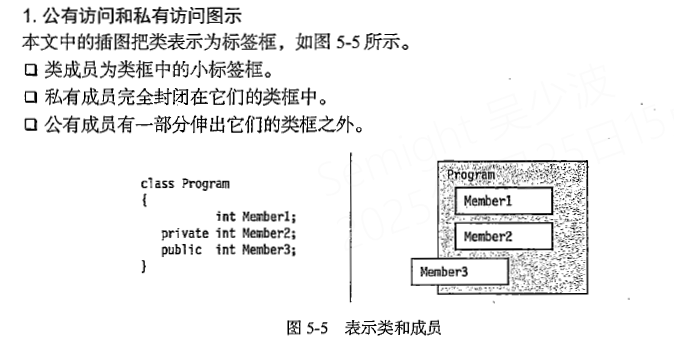 1. 公有访问和私有访问图示
本文中的插图把类表示为标签框，如图 5-5 所示。
❑ 类成员为类框中的小标签框。
❑ 私有成员完全封闭在它们的类框中。
❑ 公有成员有一部分伸出它们的类框之外。
class Program
{
int Member1;
private int Member2;
public int Member3;
}
Program
Member1
Member2
Member3
图 5-5 表示类和成员